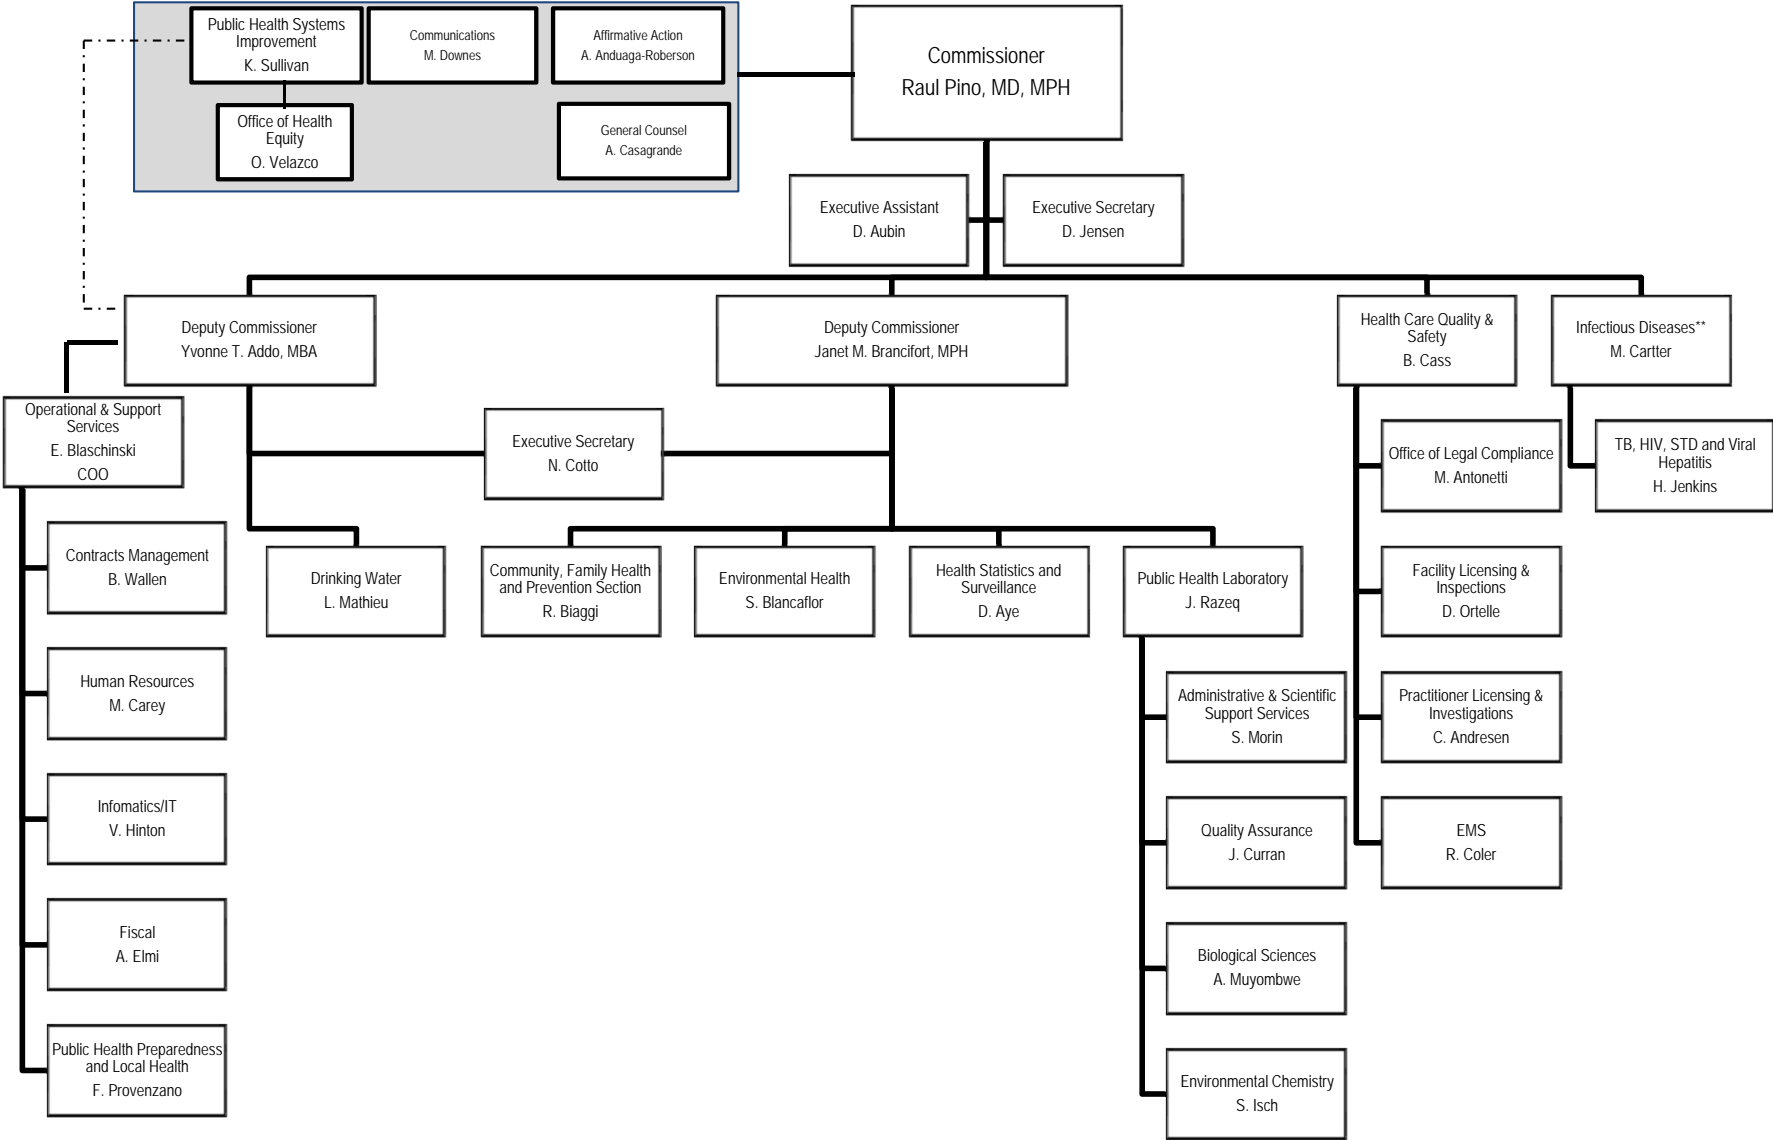 Public Health Systems
Improvement
K. Sullivan
Communications
M. Downes
Affirmative Action
A. Anduaga-Roberson
Commissioner
Raul Pino, MD, MPH
Office of Health
Equity
O. Velazco
General Counsel
A. Casagrande
Executive Assistant
D. Aubin
Executive Secretary
D. Jensen
Deputy Commissioner
Yvonne T. Addo, MBA
Deputy Commissioner
Janet M. Brancifort, MPH
Health Care Quality &
Safety
B. Cass
Infectious Diseases**
M. Cartter
Operational & Support
Services
E. Blaschinski
COO
Executive Secretary
N. Cotto
Office of Legal Compliance
M. Antonetti
TB, HIV, STD and Viral
Hepatitis
H. Jenkins
Contracts Management
B. Wallen
Drinking Water
L. Mathieu
Community, Family Health
and Prevention Section
R. Biaggi
Environmental Health
S. Blancaflor
Health Statistics and
Surveillance
D. Aye
Public Health Laboratory
J. Razeq
Facility Licensing &
Inspections
D. Ortelle
Human Resources
M. Carey
Administrative & Scientific
Support Services
S. Morin
Practitioner Licensing &
Investigations
C. Andresen
Infomatics/IT
V. Hinton
Quality Assurance
J. Curran
EMS
R. Coler
Fiscal
A. Elmi
Biological Sciences
A. Muyombwe
Public Health Preparedness
and Local Health
F. Provenzano
Environmental Chemistry
S. Isch